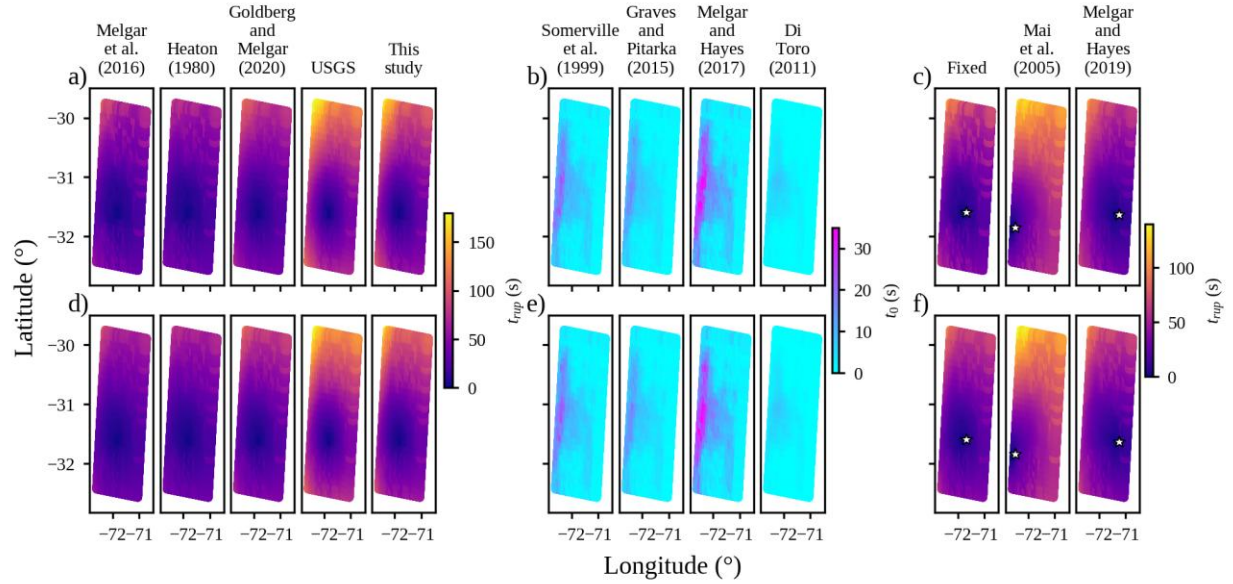 a)
Melgar
et al.
(2016)
Heaton
(1980)
Goldberg
and
Melgar
(2020)
USGS
This
study
b)
Somerville
et al.
(1999)
Graves
and
Pitarka
(2015)
Melgar
and
Hayes
(2017)
Di
Toro
(2011)
c)
Fixed
Mai
et al.
(2005)
Melgar
and
Hayes
(2019)
−30
−31
−32
150
100
50
0
t_rup (s)
30
20
10
0
t_0 (s)
100
50
0
t_rup (s)
Latitude (°)
d)
e)
f)
−30
−31
−32
−72−71 −72−71 −72−71 −72−71 −72−71 −72−71 −72−71 −72−71 −72−71 −72−71 −72−71 −72−71
Longitude (°)